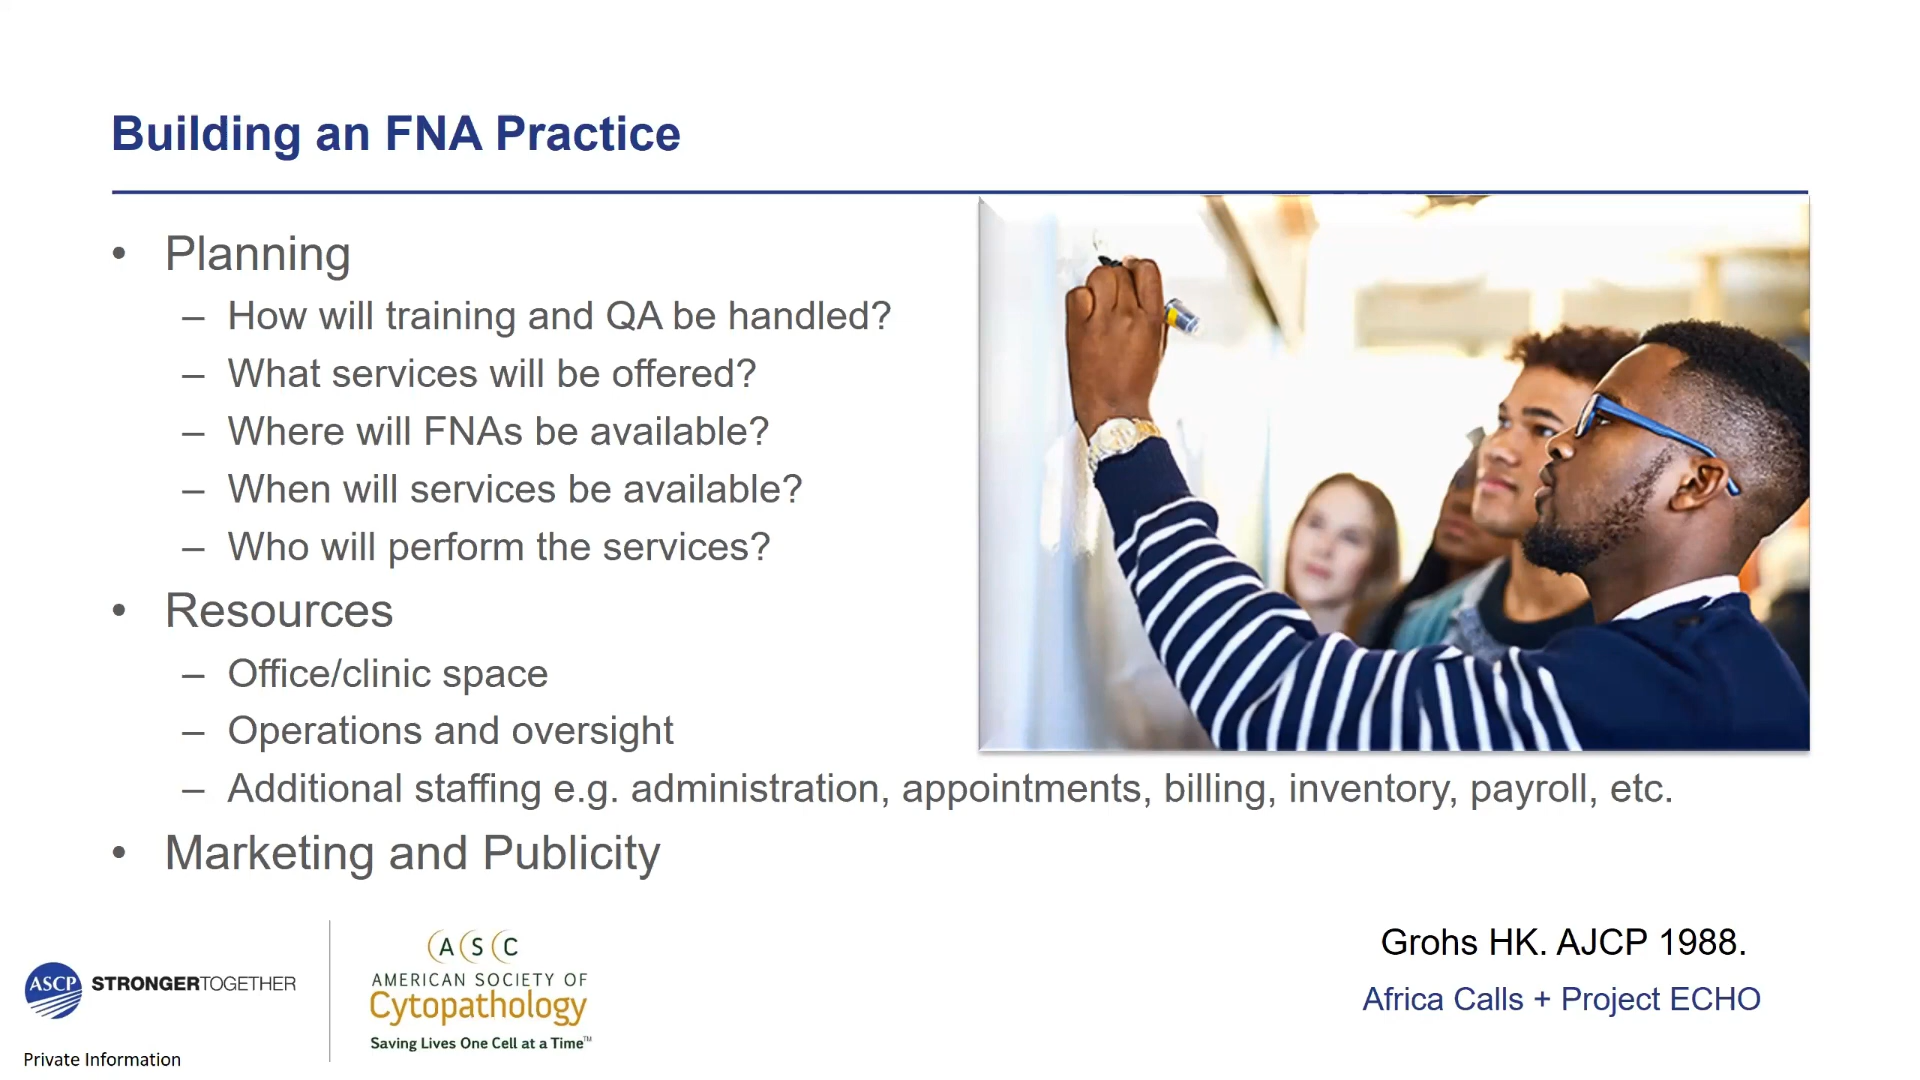 Building an FNA Practice
• Planning
– How will training and QA be handled?
– What services will be offered?
– Where will FNAs be available?
– When will services be available?
– Who will perform the services?
• Resources
– Office/clinic space
– Operations and oversight
– Additional staffing e.g. administration, appointments, billing, inventory, payroll, etc.
• Marketing and Publicity
ASCP STRONGERTOGETHER
Private Information
A S C
AMERICAN SOCIETY OF
Cytopathology
Saving Lives One Cell at a Time™
Grohs HK. AJCP 1988.
Africa Calls + Project ECHO